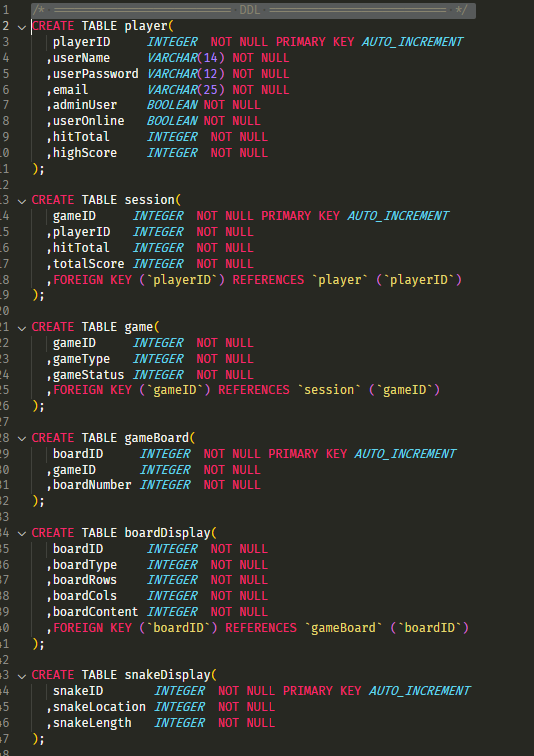 1 /* ═══════════════════════ DDL ═══════════════════════ */
2 CREATE TABLE player(
3 playerID INTEGER NOT NULL PRIMARY KEY AUTO_INCREMENT
4 ,userName VARCHAR(14) NOT NULL
5 ,userPassword VARCHAR(12) NOT NULL
6 ,email VARCHAR(25) NOT NULL
7 ,adminUser BOOLEAN NOT NULL
8 ,userOnline BOOLEAN NOT NULL
9 ,hitTotal INTEGER NOT NULL
10 ,highScore INTEGER NOT NULL
11 );
12
13 CREATE TABLE session(
14 gameID INTEGER NOT NULL PRIMARY KEY AUTO_INCREMENT
15 ,playerID INTEGER NOT NULL
16 ,hitTotal INTEGER NOT NULL
17 ,totalScore INTEGER NOT NULL
18 ,FOREIGN KEY (`playerID`) REFERENCES `player` (`playerID`)
19 );
20
21 CREATE TABLE game(
22 gameID INTEGER NOT NULL
23 ,gameType INTEGER NOT NULL
24 ,gameStatus INTEGER NOT NULL
25 ,FOREIGN KEY (`gameID`) REFERENCES `session` (`gameID`)
26 );
27
28 CREATE TABLE gameBoard(
29 boardID INTEGER NOT NULL PRIMARY KEY AUTO_INCREMENT
30 ,gameID INTEGER NOT NULL
31 ,boardNumber INTEGER NOT NULL
32 );
33
34 CREATE TABLE boardDisplay(
35 boardID INTEGER NOT NULL
36 ,boardType INTEGER NOT NULL
37 ,boardRows INTEGER NOT NULL
38 ,boardCols INTEGER NOT NULL
39 ,boardContent INTEGER NOT NULL
40 ,FOREIGN KEY (`boardID`) REFERENCES `gameBoard` (`boardID`)
41 );
42
43 CREATE TABLE snakeDisplay(
44 snakeID INTEGER NOT NULL PRIMARY KEY AUTO_INCREMENT
45 ,snakeLocation INTEGER NOT NULL
46 ,snakeLength INTEGER NOT NULL
47 );
48